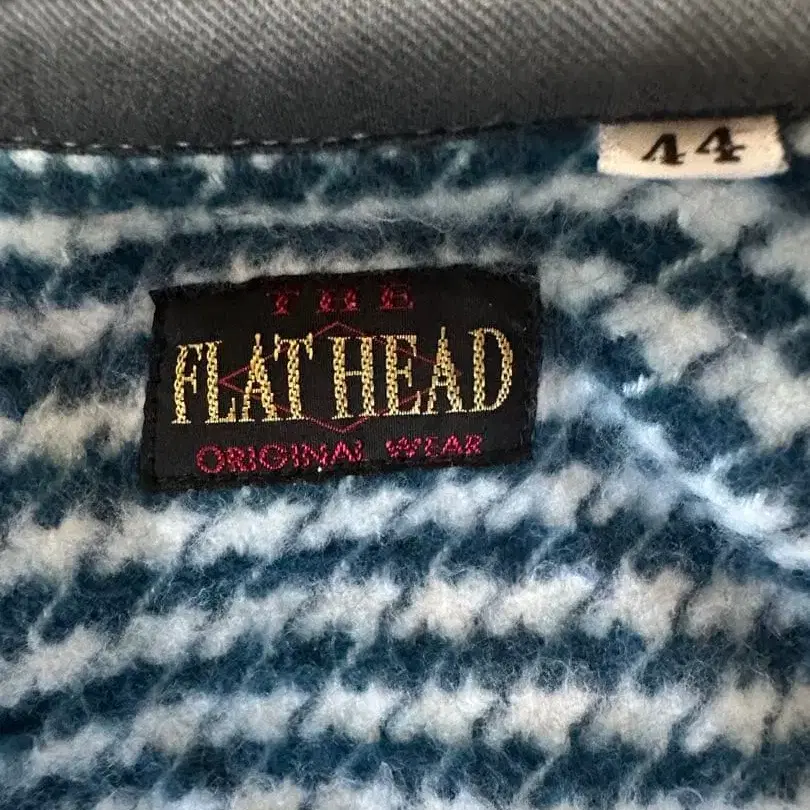 44
THE
FLAT HEAD
ORIGINAL WEAR